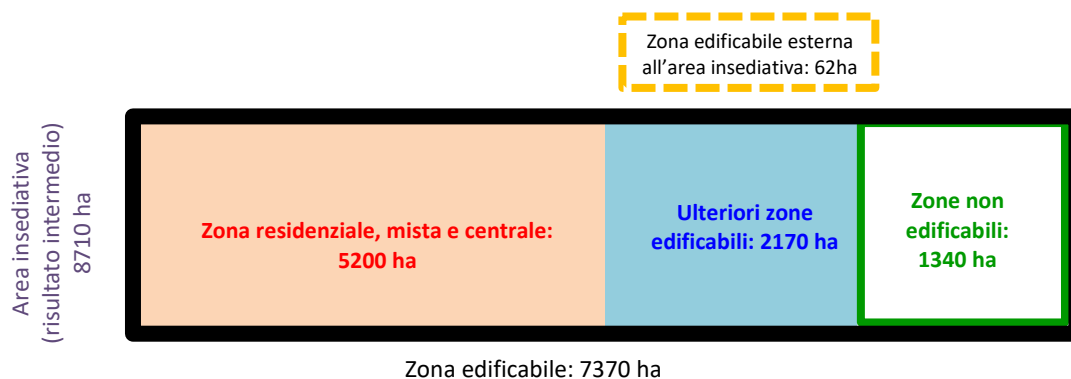 Zona edificabile esterna
all’area insediativa: 62ha
Area insediativa
(risultato intermedio)
8710 ha
Zona residenziale, mista e centrale:
5200 ha
Ulteriori zone
edificabili: 2170 ha
Zone non
edificabili:
1340 ha
Zona edificabile: 7370 ha